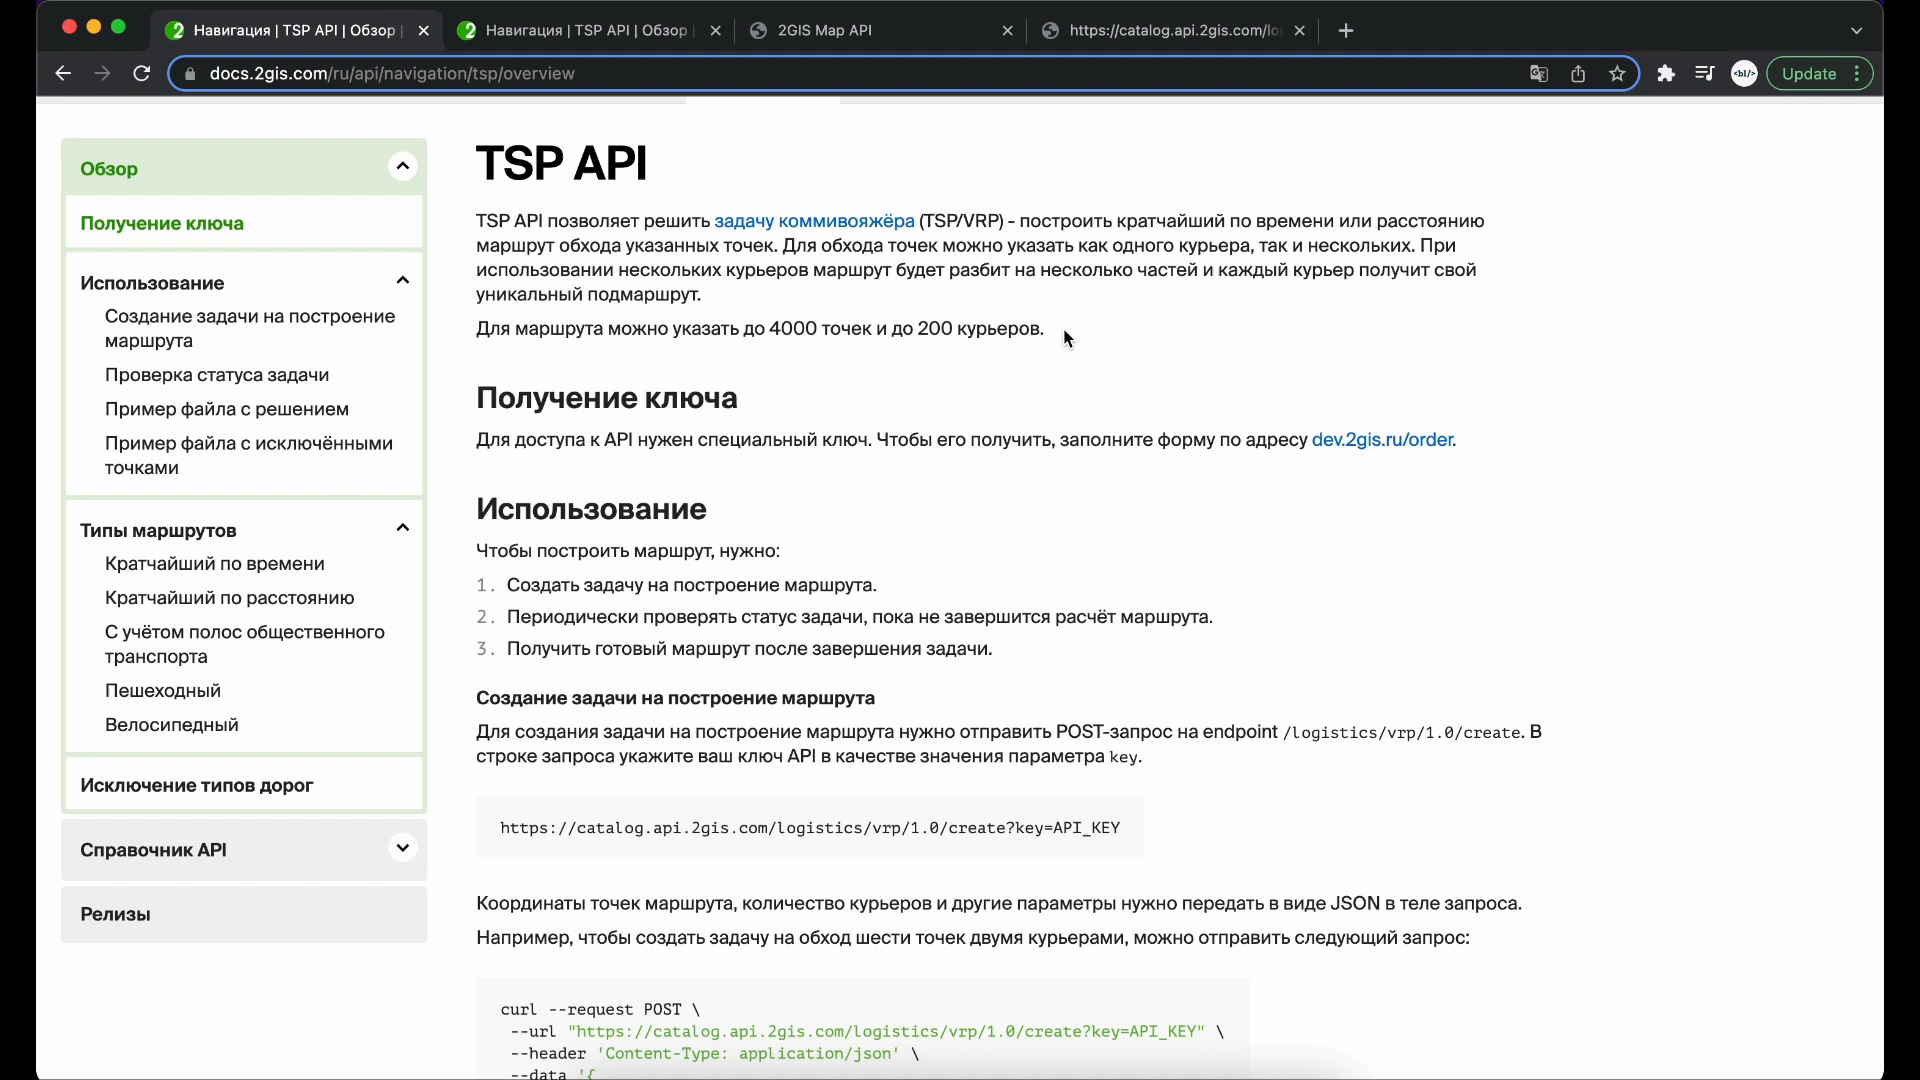 Навигация | TSP API | Обзор
Навигация | TSP API | Обзор
2GIS Map API
https://catalog.api.2gis.com/lo
docs.2gis.com/ru/api/navigation/tsp/overview
<bl/>
Update
Обзор
Получение ключа
Использование
Создание задачи на построение
маршрута
Проверка статуса задачи
Пример файла с решением
Пример файла с исключёнными
точками
Типы маршрутов
Кратчайший по времени
Кратчайший по расстоянию
С учётом полос общественного
транспорта
Пешеходный
Велосипедный
Исключение типов дорог
Справочник API
Релизы
TSP API
TSP API позволяет решить задачу коммивояжёра (TSP/VRP) - построить кратчайший по времени или расстоянию
маршрут обхода указанных точек. Для обхода точек можно указать как одного курьера, так и нескольких. При
использовании нескольких курьеров маршрут будет разбит на несколько частей и каждый курьер получит свой
уникальный подмаршрут.
Для маршрута можно указать до 4000 точек и до 200 курьеров.
Получение ключа
Для доступа к API нужен специальный ключ. Чтобы его получить, заполните форму по адресу dev.2gis.ru/order.
Использование
Чтобы построить маршрут, нужно:
1. Создать задачу на построение маршрута.
2. Периодически проверять статус задачи, пока не завершится расчёт маршрута.
3. Получить готовый маршрут после завершения задачи.
Создание задачи на построение маршрута
Для создания задачи на построение маршрута нужно отправить POST-запрос на endpoint /logistics/vrp/1.0/create. В
строке запроса укажите ваш ключ API в качестве значения параметра key.
https://catalog.api.2gis.com/logistics/vrp/1.0/create?key=API_KEY
Координаты точек маршрута, количество курьеров и другие параметры нужно передать в виде JSON в теле запроса.
Например, чтобы создать задачу на обход шести точек двумя курьерами, можно отправить следующий запрос:
curl --request POST \
--url "https://catalog.api.2gis.com/logistics/vrp/1.0/create?key=API_KEY" \
--header 'Content-Type: application/json' \
--data '{